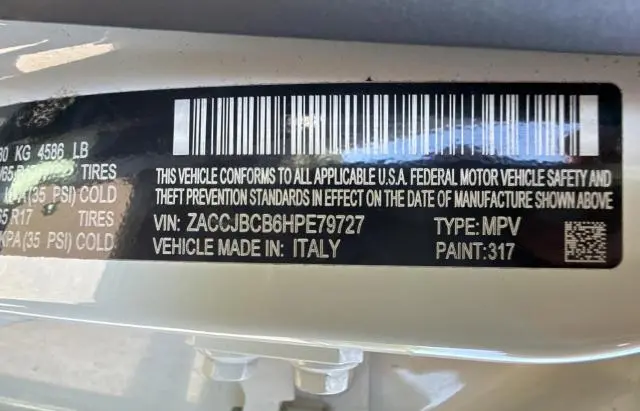 KG 4586 LB
TIRES
(35 PSI) COLD
R17 TIRES
KPA (35 PSI) COLD
THIS VEHICLE CONFORMS TO ALL APPLICABLE U.S.A. FEDERAL MOTOR VEHICLE SAFETY AND
THEFT PREVENTION STANDARDS IN EFFECT ON THE DATE OF MANUFACTURE SHOWN ABOVE
VIN: ZACCJBCB6HPE79727 TYPE: MPV
VEHICLE MADE IN: ITALY PAINT:317